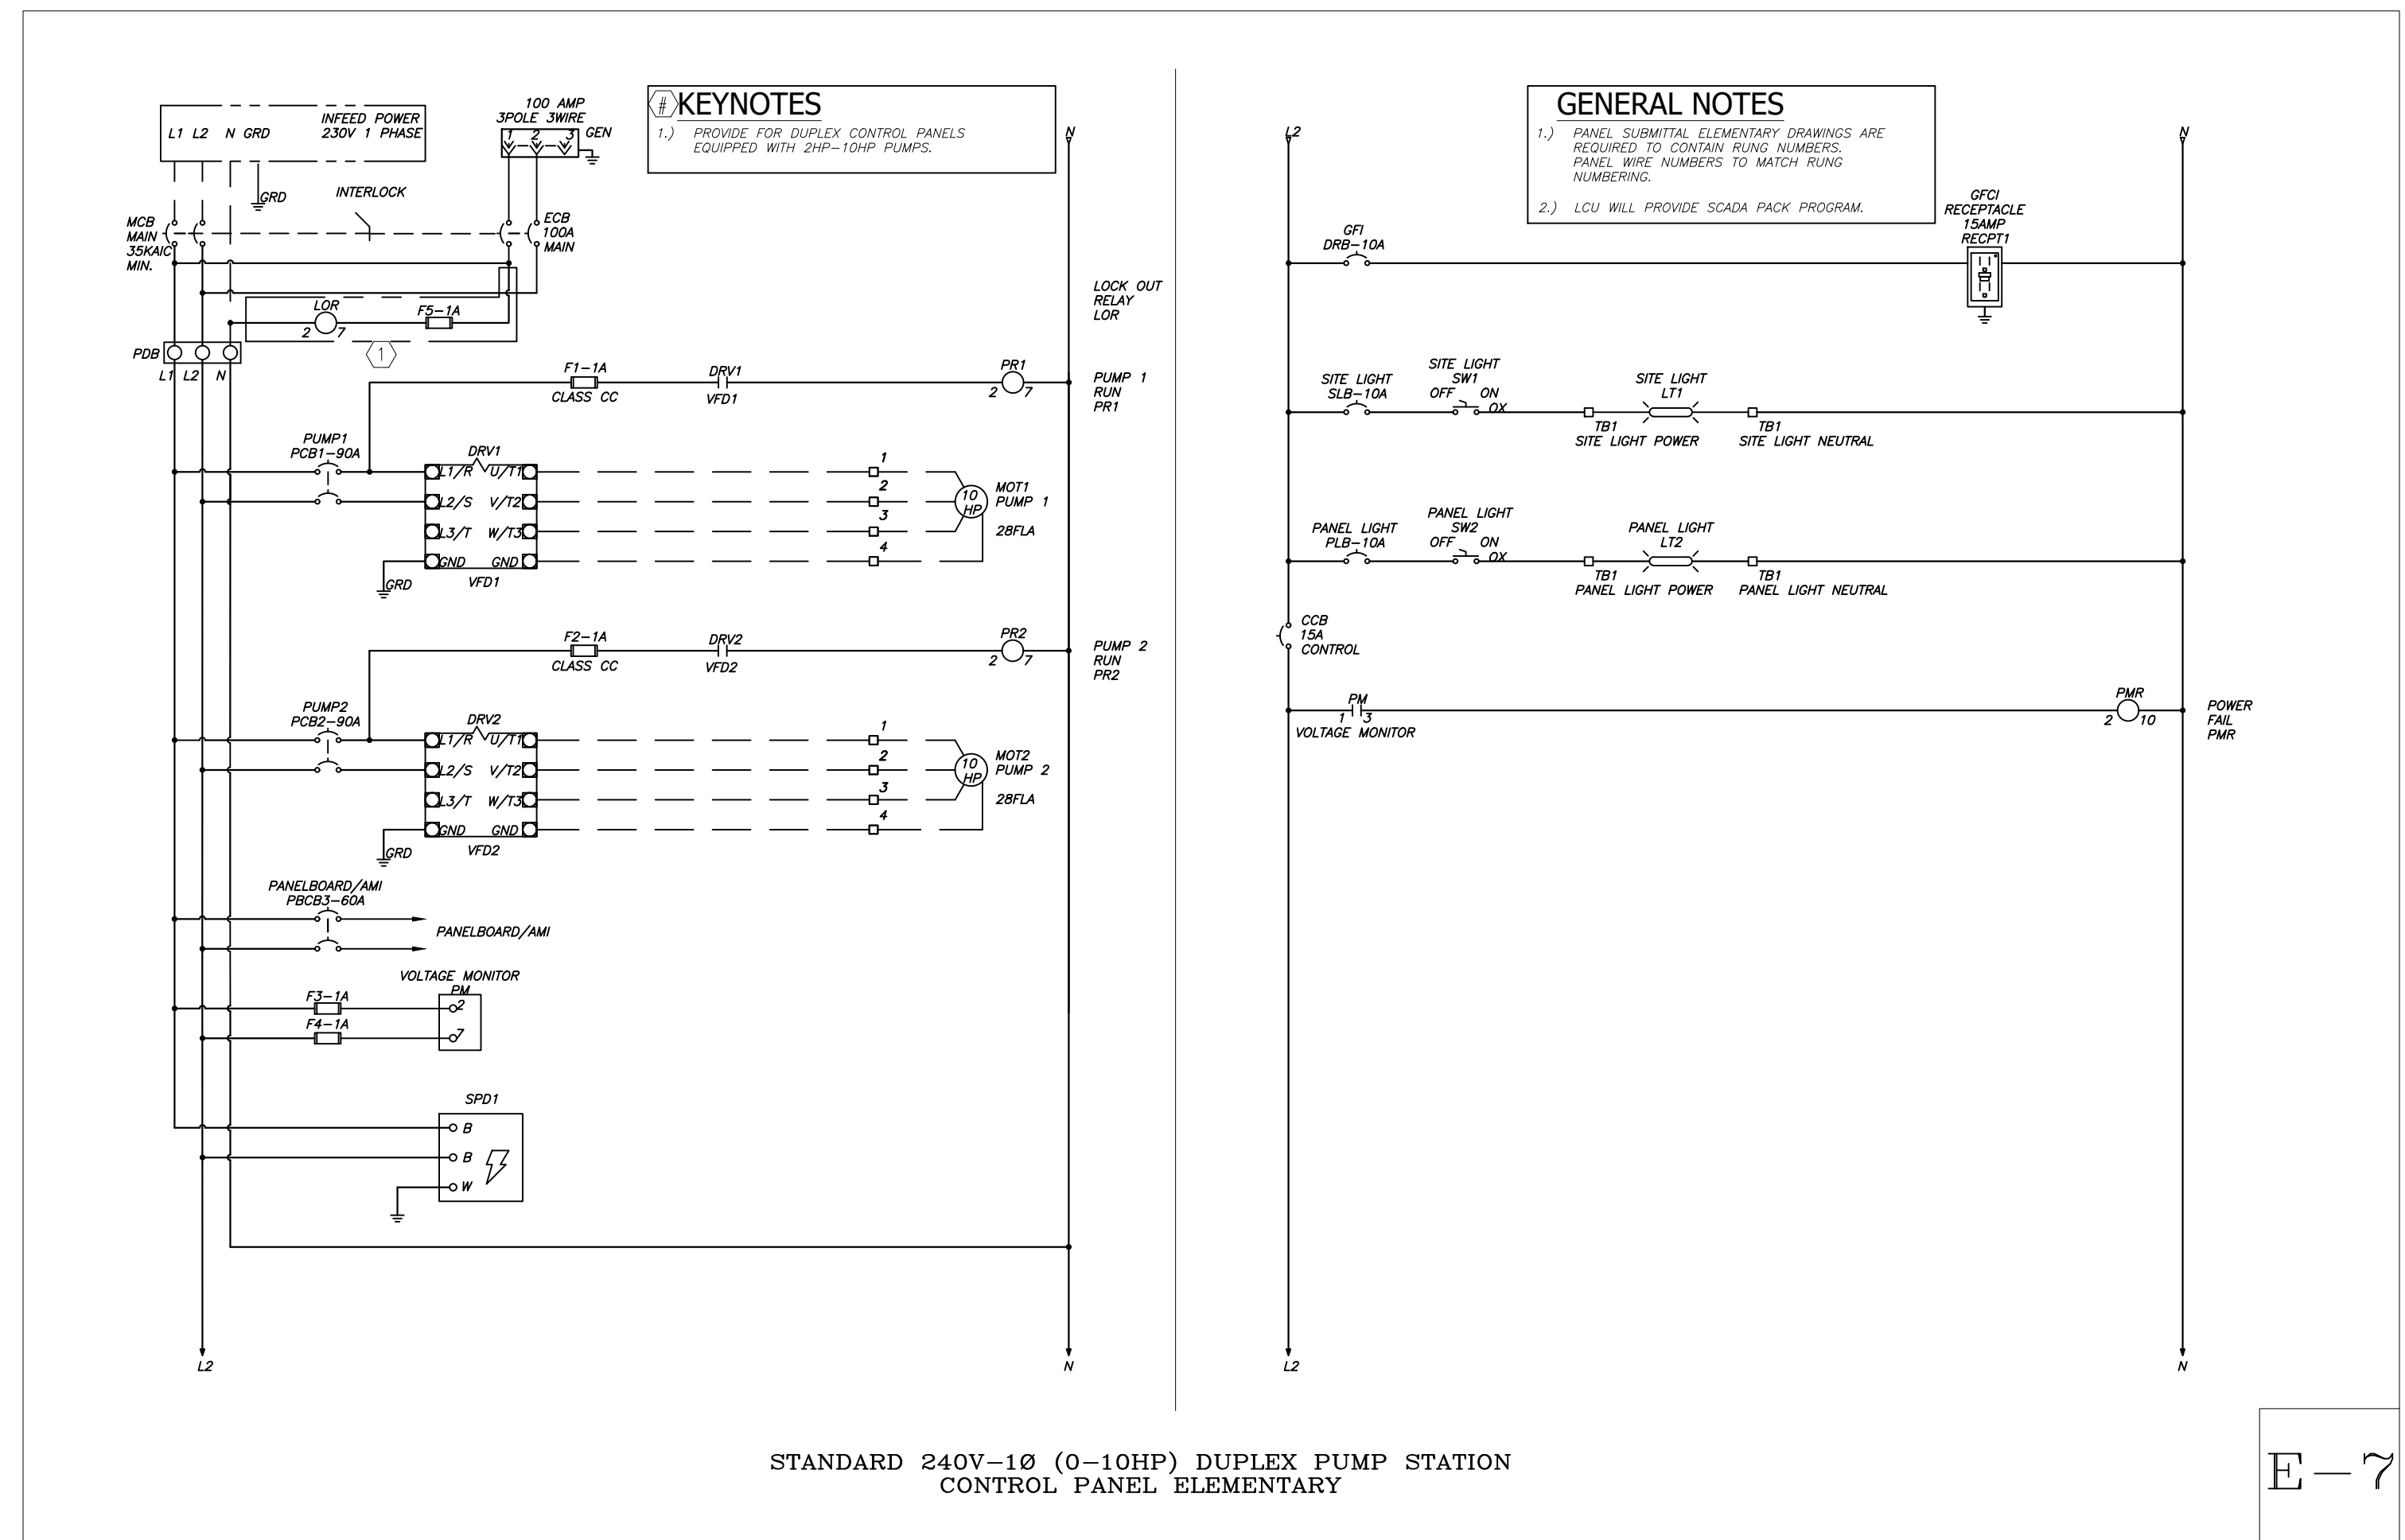 L1 L2 N GRD
INFEED POWER
230V 1 PHASE
100 AMP
3POLE 3WIRE
1 2 3
GEN
# KEYNOTES
1.) PROVIDE FOR DUPLEX CONTROL PANELS
EQUIPPED WITH 2HP-10HP PUMPS.
N
GRD
INTERLOCK
MCB
MAIN
35KAIC
MIN.
ECB
100A
MAIN
LOR
2 7
F5-1A
1
LOCK OUT
RELAY
LOR
PDB
L1 L2 N
F1-1A
CLASS CC
DRV1
VFD1
PR1
2 7
PUMP 1
RUN
PR1
PUMP1
PCB1-90A
DRV1
L1/R U/T1
L2/S V/T2
L3/T W/T3
GND GND
VFD1
GRD
1
2
3
4
10
HP
MOT1
PUMP 1
28FLA
F2-1A
CLASS CC
DRV2
VFD2
PR2
2 7
PUMP 2
RUN
PR2
PUMP2
PCB2-90A
DRV2
L1/R U/T1
L2/S V/T2
L3/T W/T3
GND GND
VFD2
GRD
1
2
3
4
10
HP
MOT2
PUMP 2
28FLA
PANELBOARD/AMI
PBCB3-60A
PANELBOARD/AMI
VOLTAGE MONITOR
PM
F3-1A
2
F4-1A
7
SPD1
B
B
W
L2
N
L2
GENERAL NOTES
1.) PANEL SUBMITTAL ELEMENTARY DRAWINGS ARE
REQUIRED TO CONTAIN RUNG NUMBERS.
PANEL WIRE NUMBERS TO MATCH RUNG
NUMBERING.
2.) LCU WILL PROVIDE SCADA PACK PROGRAM.
N
GFI
DRB-10A
GFCI
RECEPTACLE
15AMP
RECPT1
SITE LIGHT
SLB-10A
SITE LIGHT
SW1
OFF ON
OX
SITE LIGHT
LT1
TB1
SITE LIGHT POWER
TB1
SITE LIGHT NEUTRAL
PANEL LIGHT
PLB-10A
PANEL LIGHT
SW2
OFF ON
OX
PANEL LIGHT
LT2
TB1
PANEL LIGHT POWER
TB1
PANEL LIGHT NEUTRAL
CCB
15A
CONTROL
PM
1 3
VOLTAGE MONITOR
PMR
2 10
POWER
FAIL
PMR
L2
N
STANDARD 240V-1Ø (0-10HP) DUPLEX PUMP STATION
CONTROL PANEL ELEMENTARY
E-7